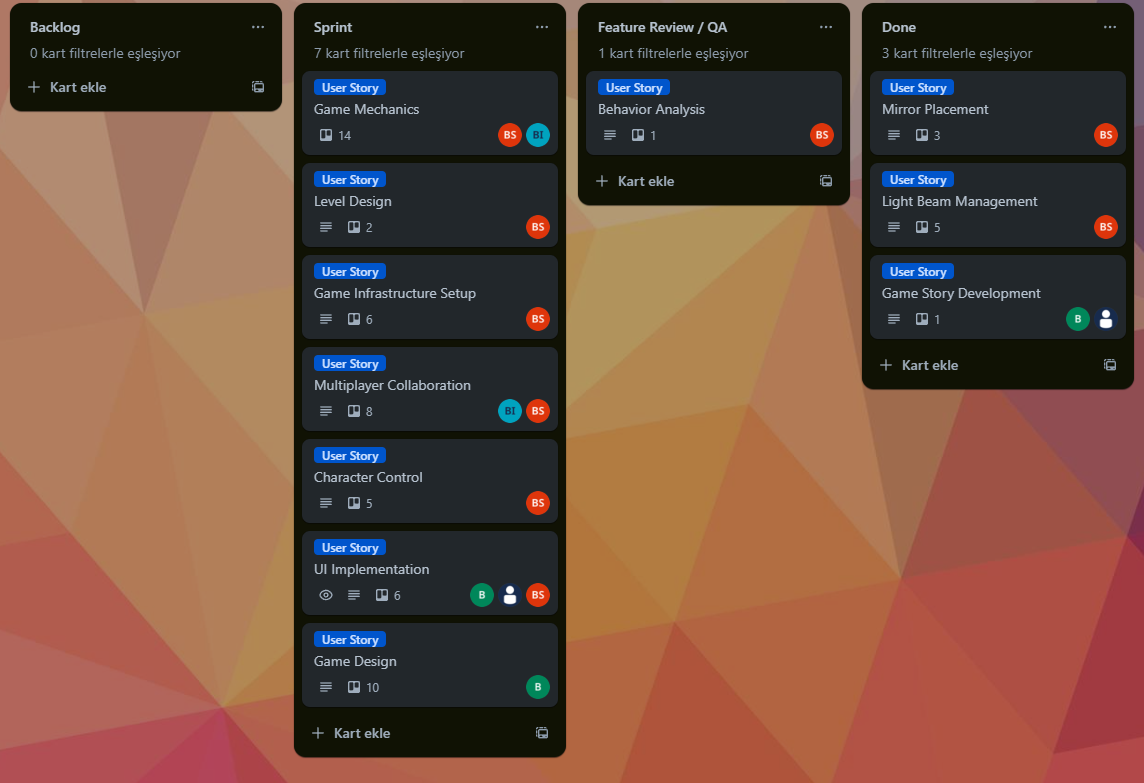 Backlog
0 kart filtrelerle eşleşiyor
Kart ekle
Sprint
7 kart filtrelerle eşleşiyor
User Story
Game Mechanics
14
BS BI
User Story
Level Design
2
BS
User Story
Game Infrastructure Setup
6
BS
User Story
Multiplayer Collaboration
8
BI BS
User Story
Character Control
5
BS
User Story
UI Implementation
6
B BS
User Story
Game Design
10
B
Kart ekle
Feature Review / QA
1 kart filtrelerle eşleşiyor
User Story
Behavior Analysis
1
BS
Kart ekle
Done
3 kart filtrelerle eşleşiyor
User Story
Mirror Placement
3
BS
User Story
Light Beam Management
5
BS
User Story
Game Story Development
1
B
Kart ekle